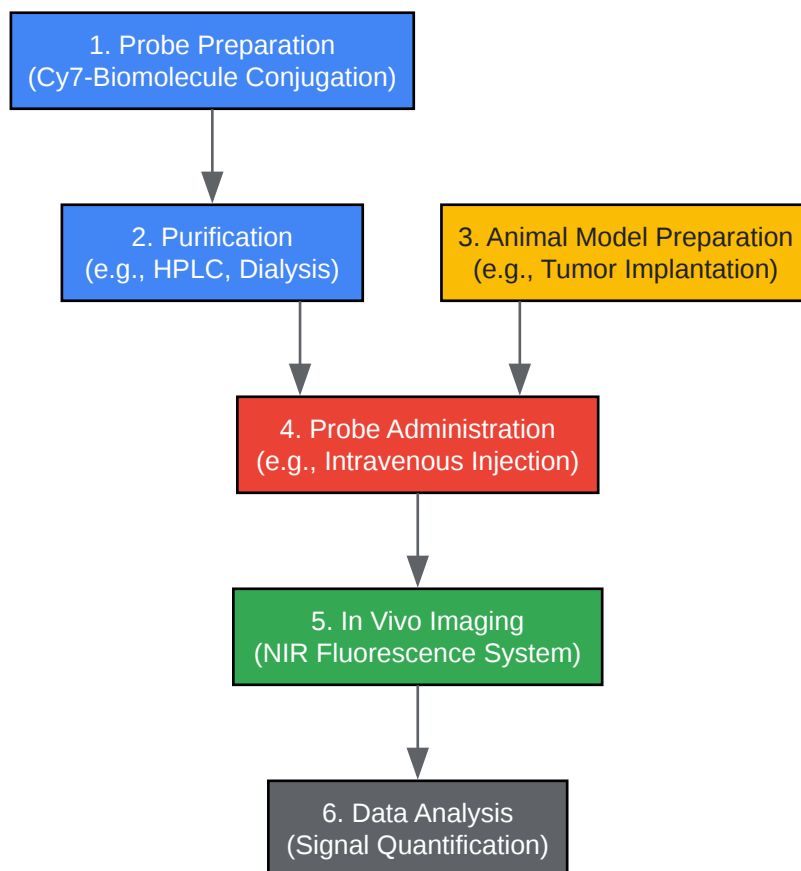 1. Probe Preparation
(Cy7-Biomolecule Conjugation)
2. Purification
(e.g., HPLC, Dialysis)
3. Animal Model Preparation
(e.g., Tumor Implantation)
4. Probe Administration
(e.g., Intravenous Injection)
5. In Vivo Imaging
(NIR Fluorescence System)
6. Data Analysis
(Signal Quantification)